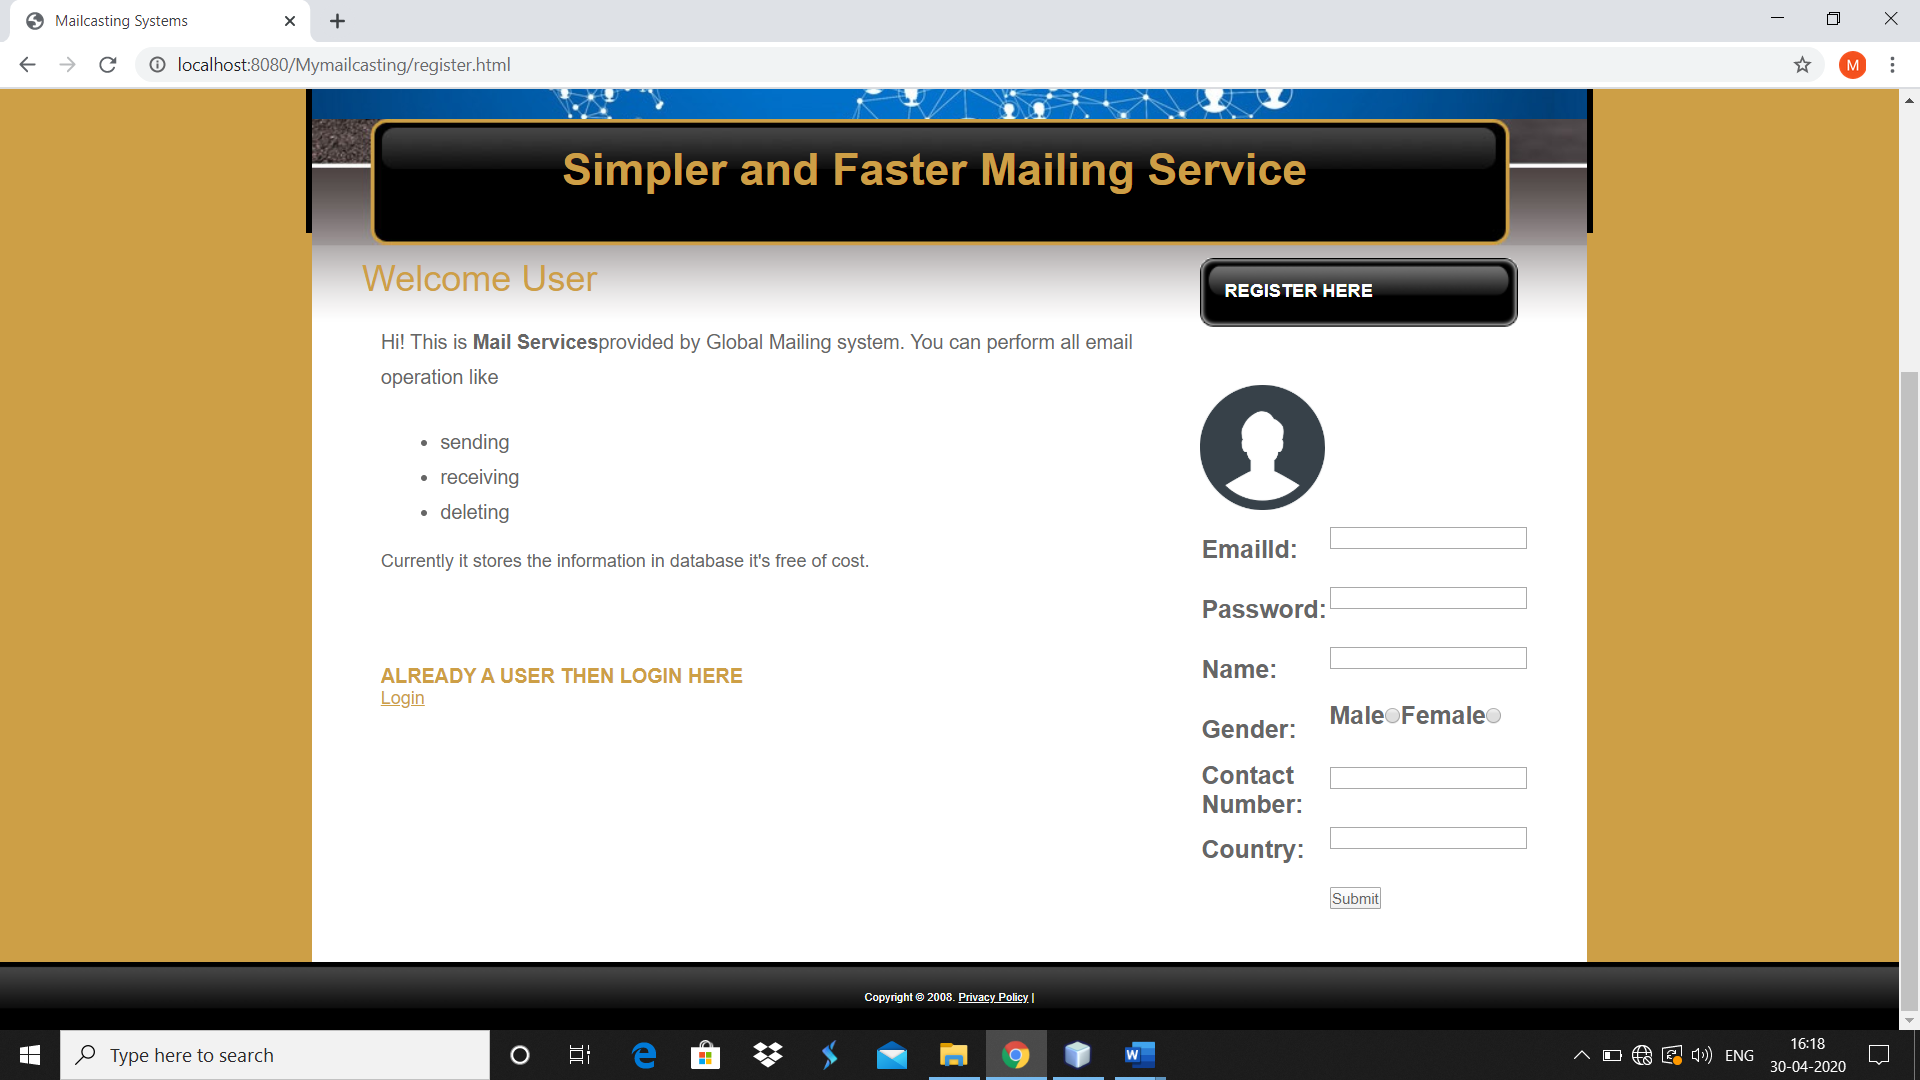 Mailcasting Systems
localhost:8080/Mymailcasting/register.html
M
Simpler and Faster Mailing Service
Welcome User
Hi! This is Mail Servicesprovided by Global Mailing system. You can perform all email
operation like
• sending
• receiving
• deleting
Currently it stores the information in database it's free of cost.
ALREADY A USER THEN LOGIN HERE
Login
REGISTER HERE
EmailId:
Password:
Name:
Gender: Male Female
Contact
Number:
Country:
Submit
Copyright © 2008. Privacy Policy |
Type here to search
W
ENG
16:18
30-04-2020